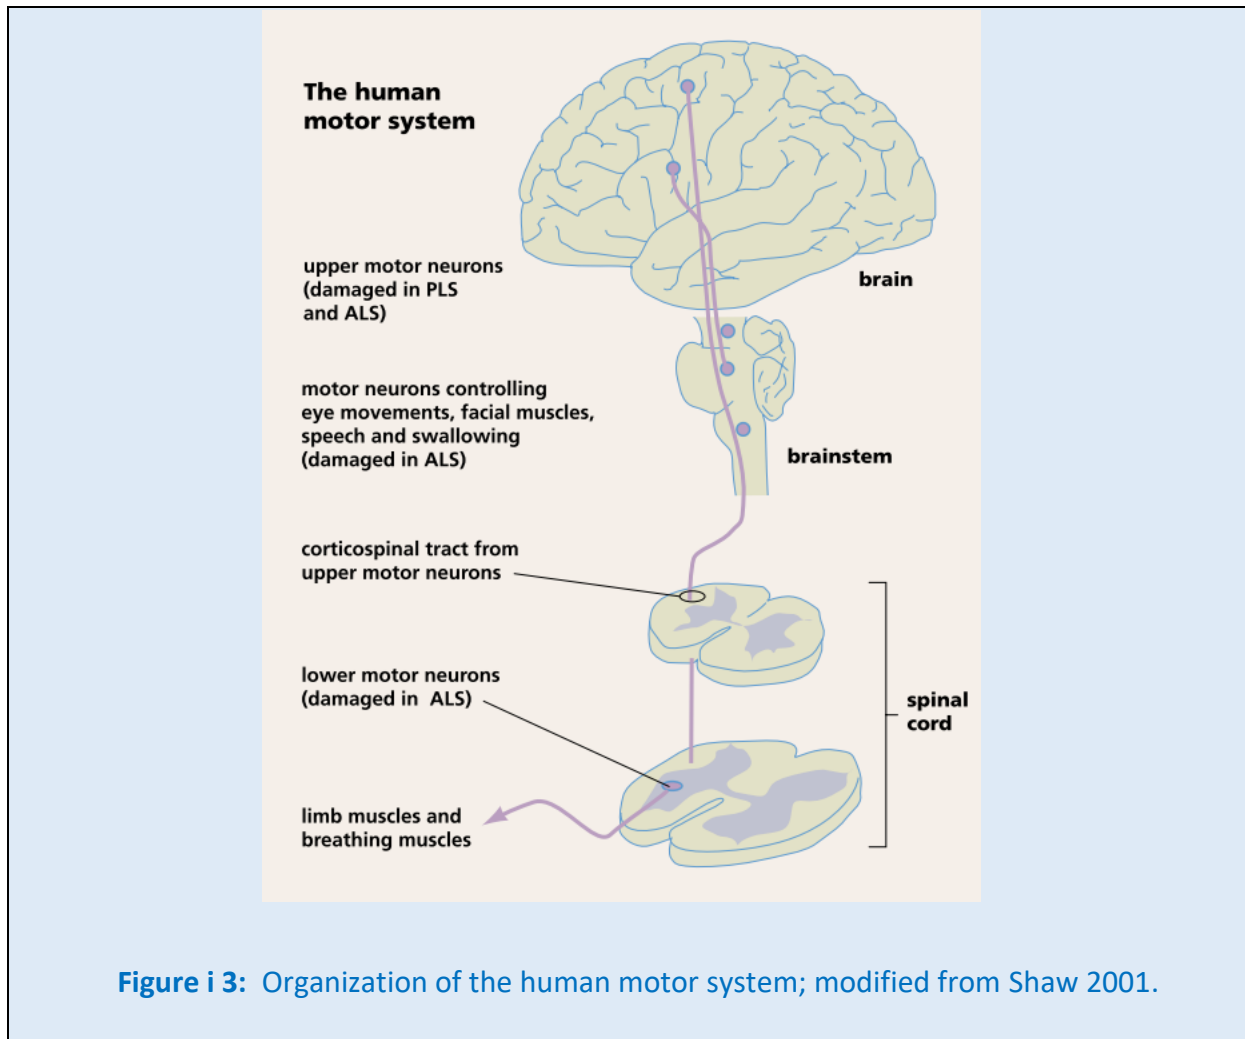 The human
motor system
upper motor neurons
(damaged in PLS
and ALS)
brain
motor neurons controlling
eye movements, facial muscles,
speech and swallowing
(damaged in ALS)
brainstem
corticospinal tract from
upper motor neurons
lower motor neurons
(damaged in  ALS)
spinal
cord
limb muscles and
breathing muscles
Figure i 3:  Organization of the human motor system; modified from Shaw 2001.